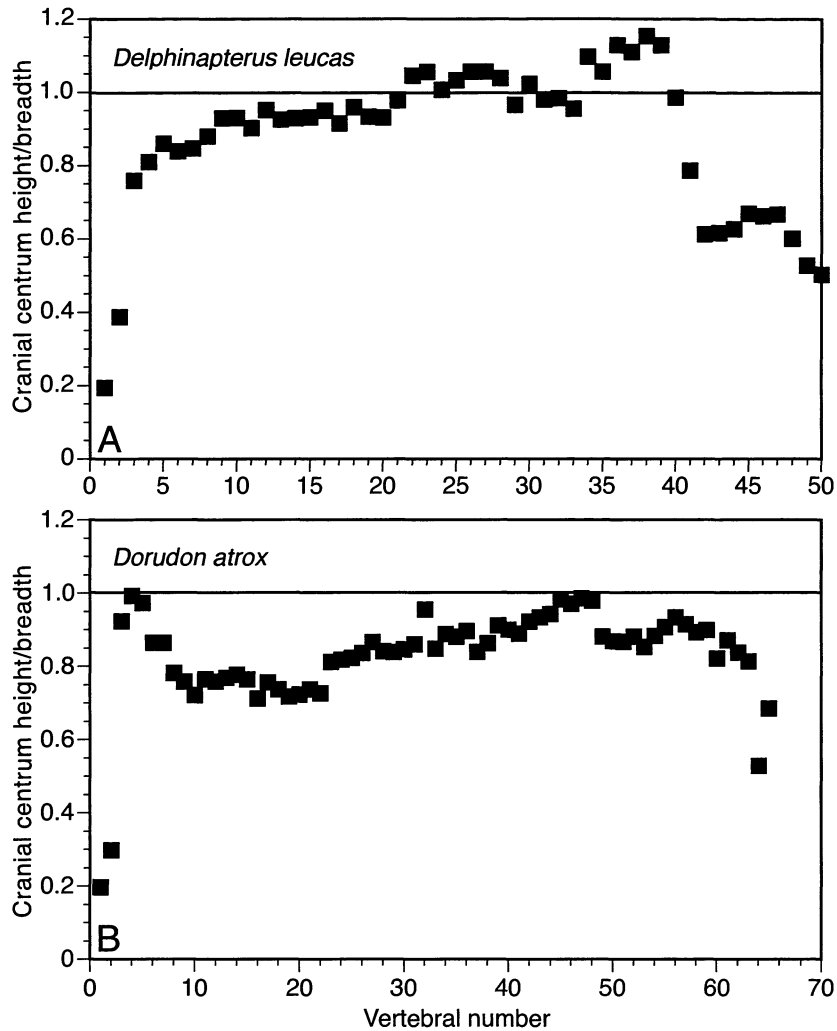 1.2
Delphinapterus leucas
1.0
0.8
0.6
0.4
0.2
0
Cranial centrum height/breadth
A
0 5 10 15 20 25 30 35 40 45 50
1.2
Dorudon atrox
1.0
0.8
0.6
0.4
0.2
0
Cranial centrum height/breadth
B
0 10 20 30 40 50 60 70
Vertebral number